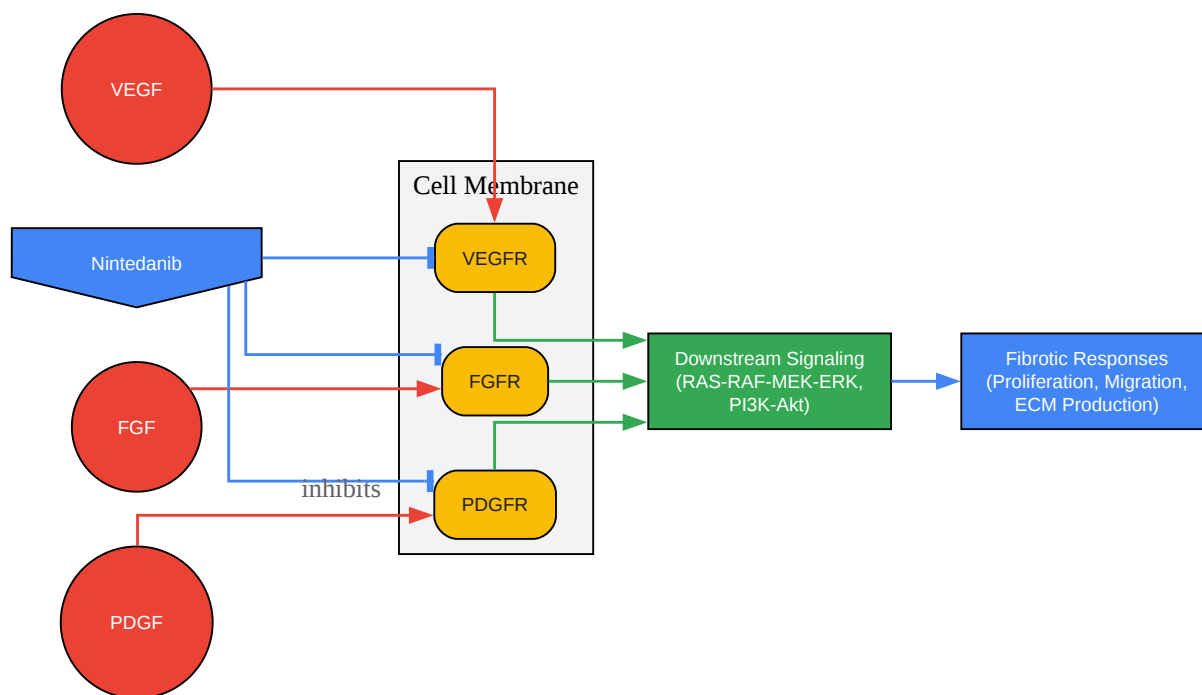 VEGF
Cell Membrane
Nintedanib
VEGFR
FGFR
Downstream Signaling
(RAS-RAF-MEK-ERK,
PI3K-Akt)
Fibrotic Responses
(Proliferation, Migration,
ECM Production)
FGF
inhibits
PDGFR
PDGF